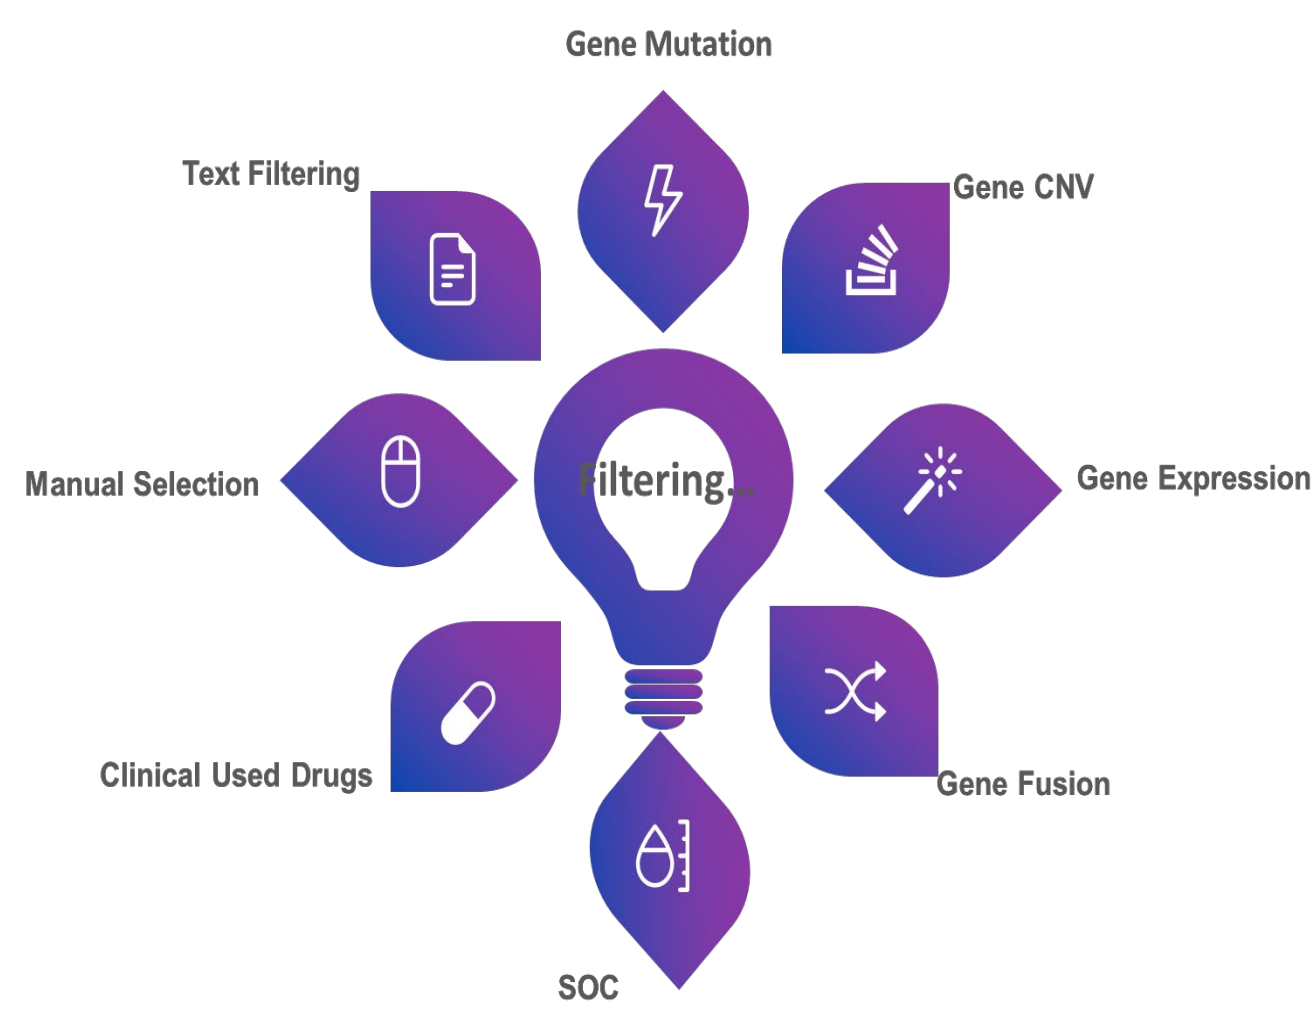 Gene Mutation
Text Filtering
Gene CNV
Manual Selection
Filtering...
Gene Expression
Clinical Used Drugs
Gene Fusion
SOC